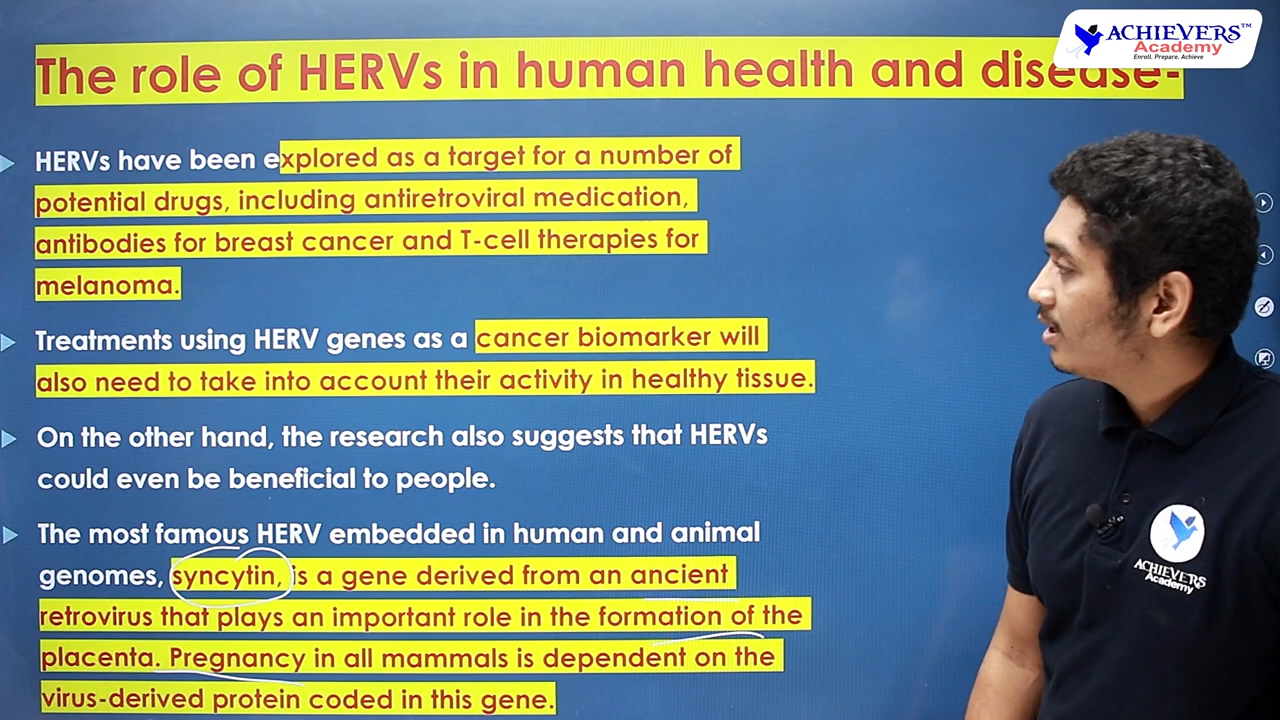 ACHIEVERS™
Academy
Enroll. Prepare. Achieve
The role of HERVs in human health and disease-
HERVs have been explored as a target for a number of
potential drugs, including antiretroviral medication,
antibodies for breast cancer and T-cell therapies for
melanoma.
Treatments using HERV genes as a cancer biomarker will
also need to take into account their activity in healthy tissue.
On the other hand, the research also suggests that HERVs
could even be beneficial to people.
The most famous HERV embedded in human and animal
genomes, syncytin, is a gene derived from an ancient
retrovirus that plays an important role in the formation of the
placenta. Pregnancy in all mammals is dependent on the
virus-derived protein coded in this gene.
ACHIEVERS
Academy